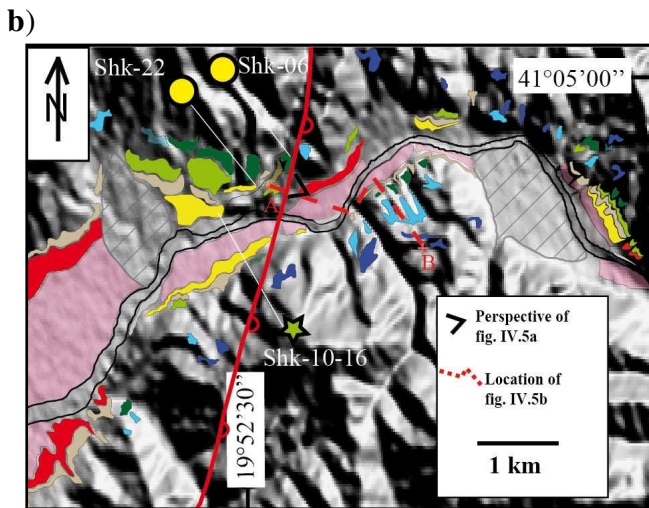 b)
Shk-22
Shk-06
41°05'00''
N
A
B
Shk-10-16
19°52'30''
Perspective of
fig. IV.5a
Location of
fig. IV.5b
1 km